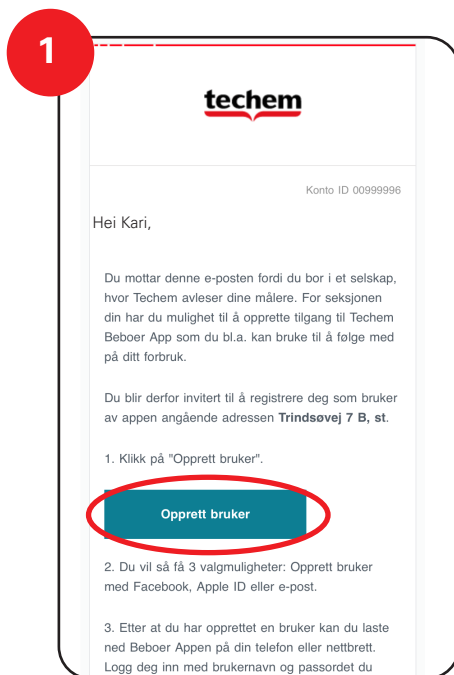 1
techem
Konto ID 00999996
Hei Kari,
Du mottar denne e-posten fordi du bor i et selskap,
hvor Techem avleser dine målere. For seksjonen
din har du mulighet til å opprette tilgang til Techem
Beboer App som du bl.a. kan bruke til å følge med
på ditt forbruk.
Du blir derfor invitert til å registrere deg som bruker
av appen angående adressen Trindsøvej 7 B, st.
1. Klikk på "Opprett bruker".
Opprett bruker
2. Du vil så få 3 valgmuligheter: Opprett bruker
med Facebook, Apple ID eller e-post.
3. Etter at du har opprettet en bruker kan du laste
ned Beboer Appen på din telefon eller nettbrett.
Logg deg inn med brukernavn og passordet du